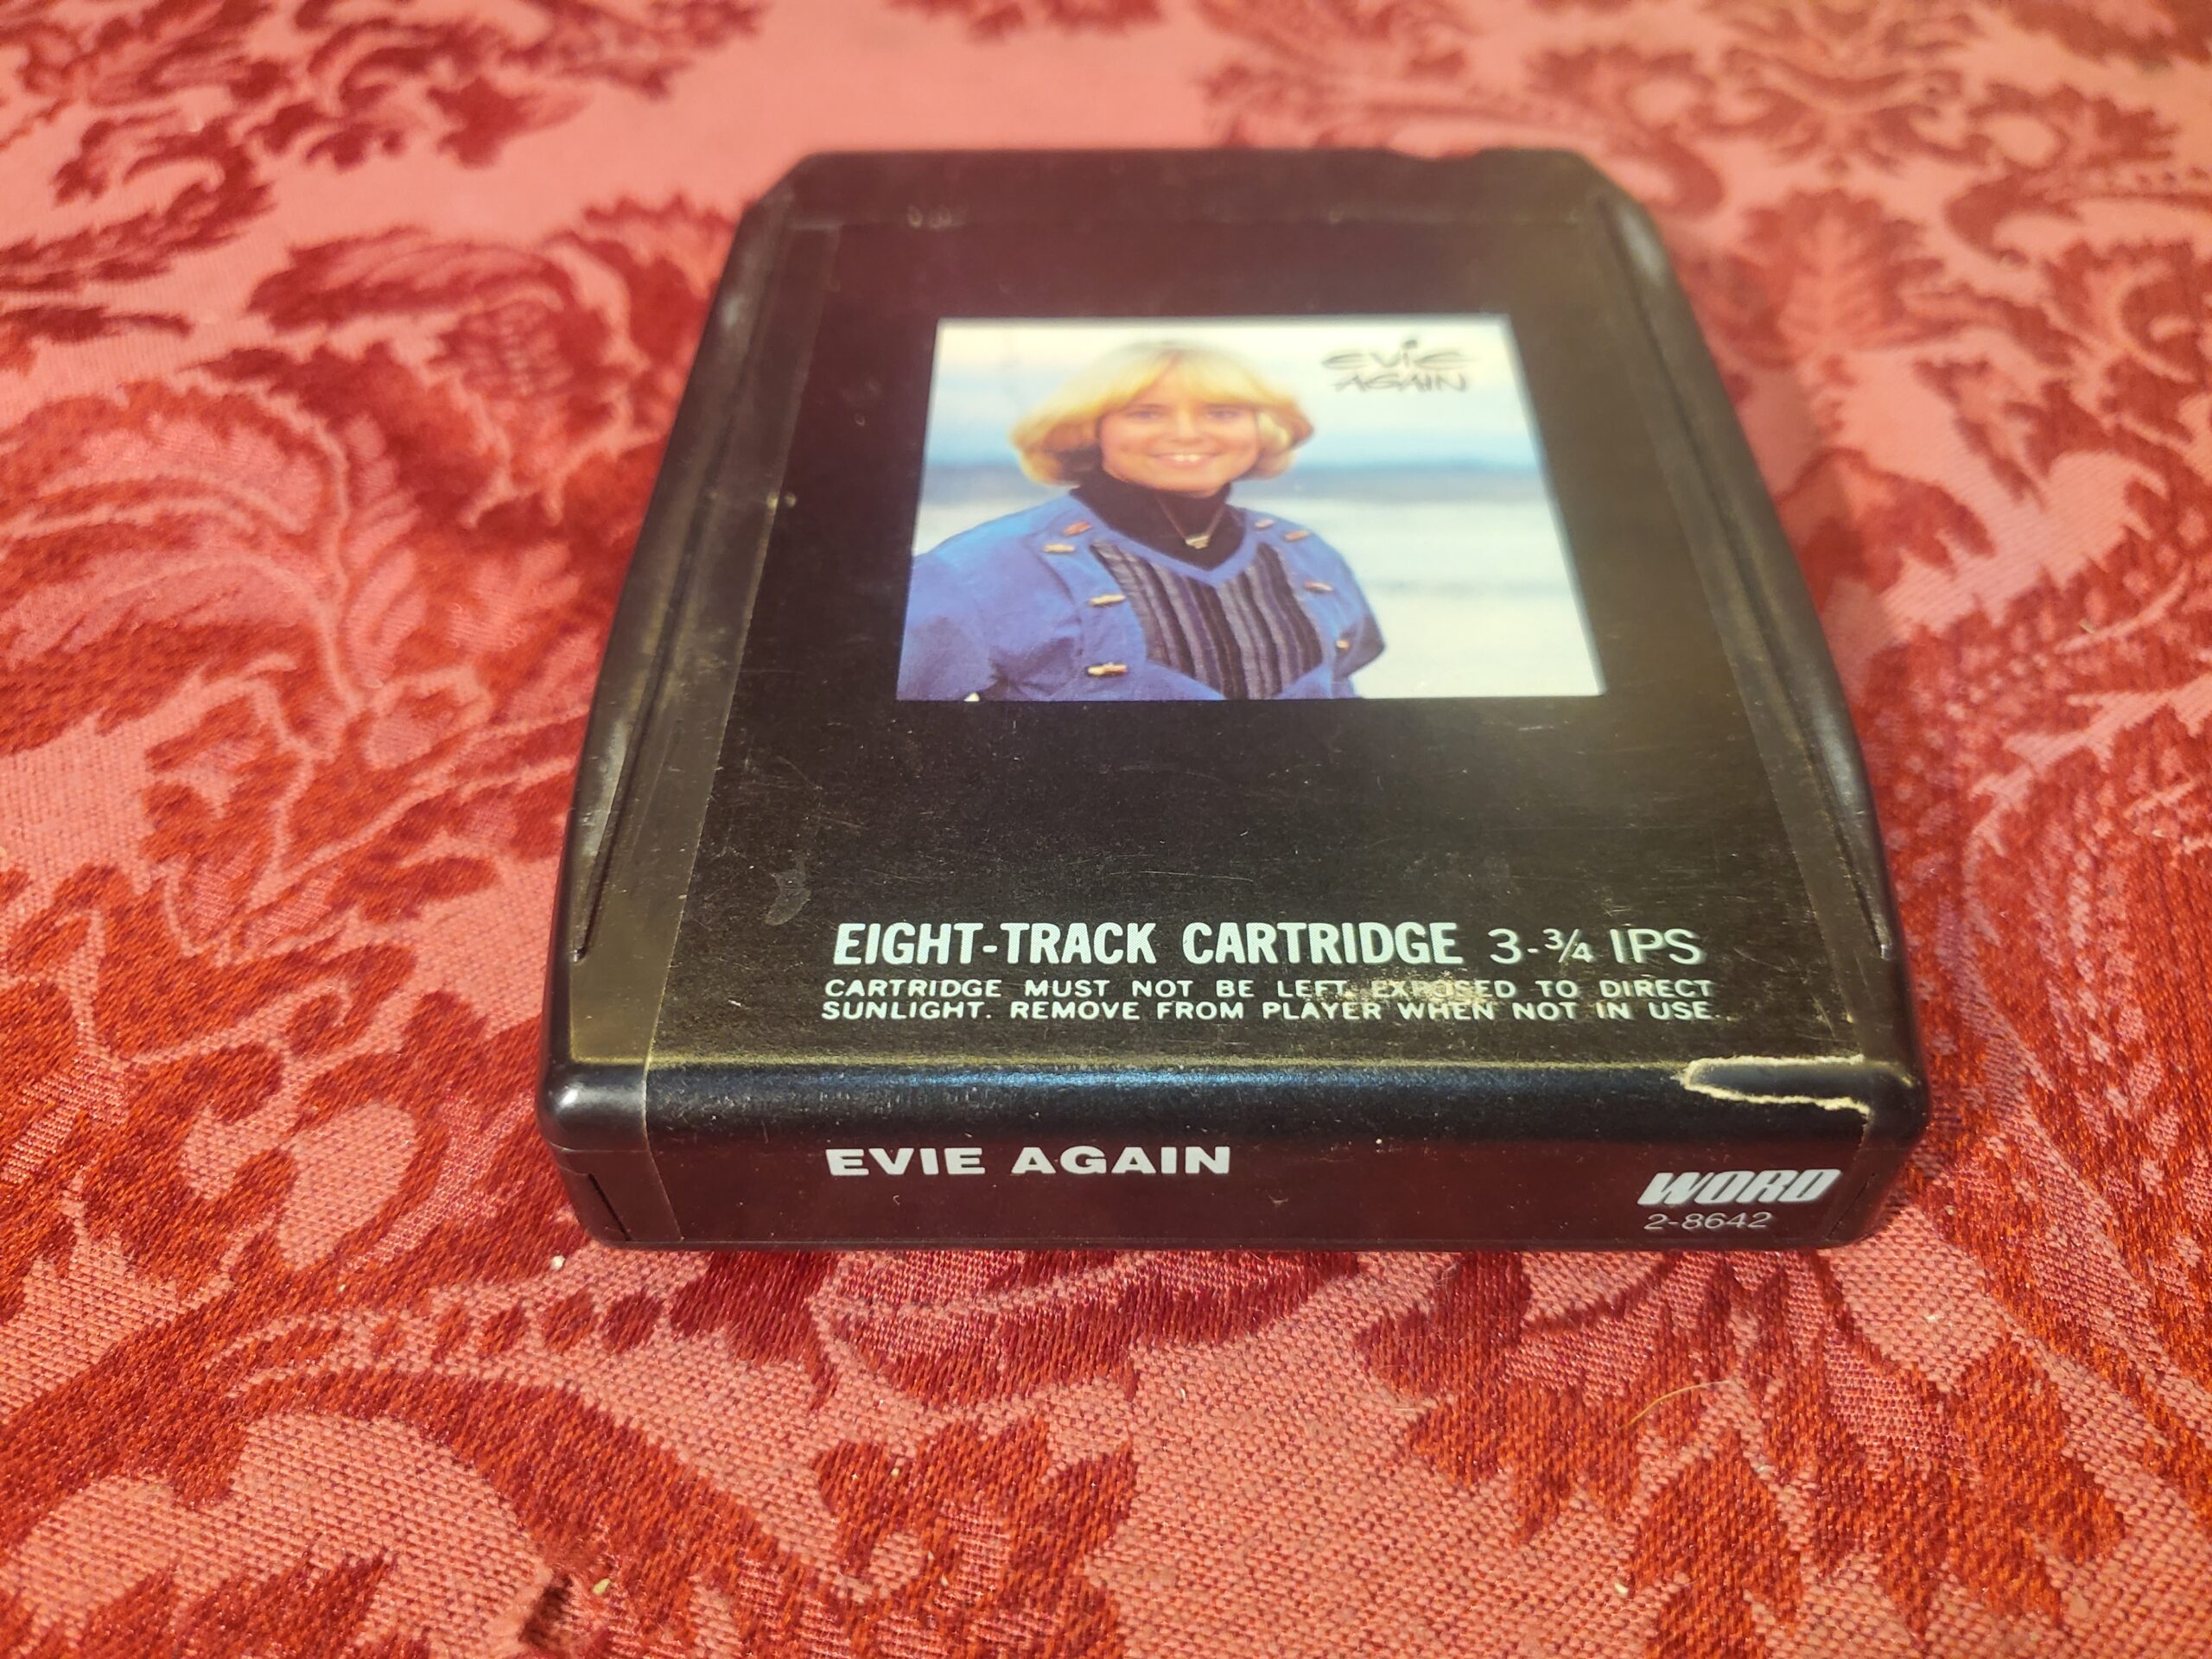 evie
AGAIN
EIGHT-TRACK CARTRIDGE 3-¾ IPS
CARTRIDGE MUST NOT BE LEFT EXPOSED TO DIRECT
SUNLIGHT. REMOVE FROM PLAYER WHEN NOT IN USE.
EVIE AGAIN
WORD
2-8642